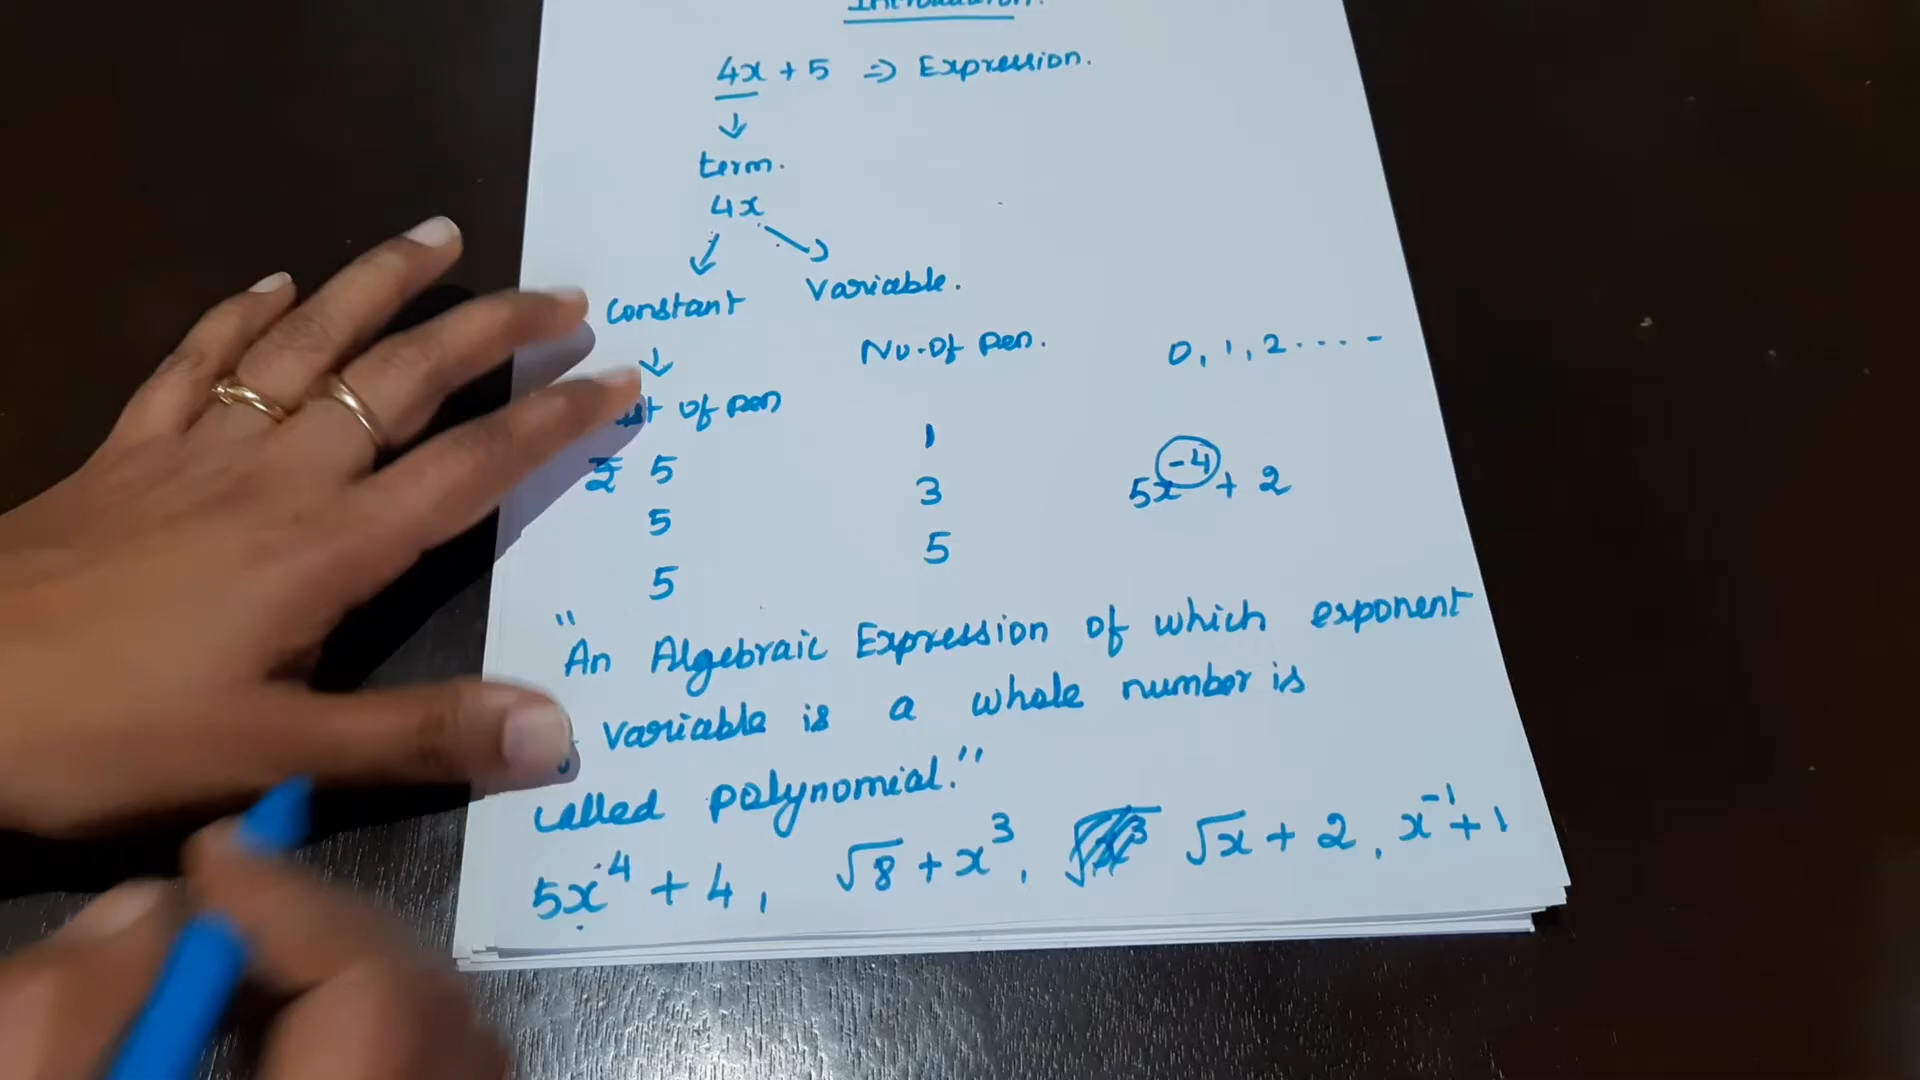 Introduction.
4x + 5 => Expression.
↓
term.
4x
↙ ↘
Constant Variable.
↓ No. Of Pen. 0, 1, 2 .... -
Of Pen
1
₹ 5
3 5x⁻⁴ + 2
5
5
5
"An Algebraic Expression of which exponent
variable is a whole number is
called polynomial."
5x⁴ + 4, √8 + x³, √x + 2, x⁻¹ + 1